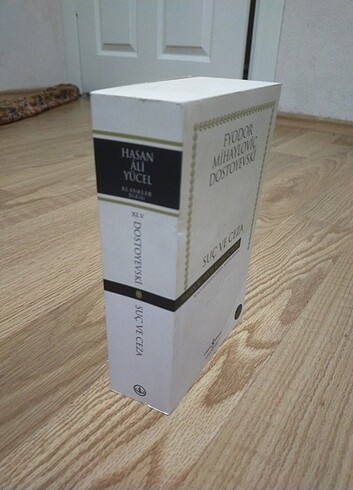 HASAN
ÂLİ
YÜCEL
KLASİKLER
DİZİSİ
XLV
DOSTOYEVSKİ
SUÇ VE CEZA
FYODOR
MİHAYLOVİÇ
DOSTOYEVSKİ
SUÇ VE CEZA